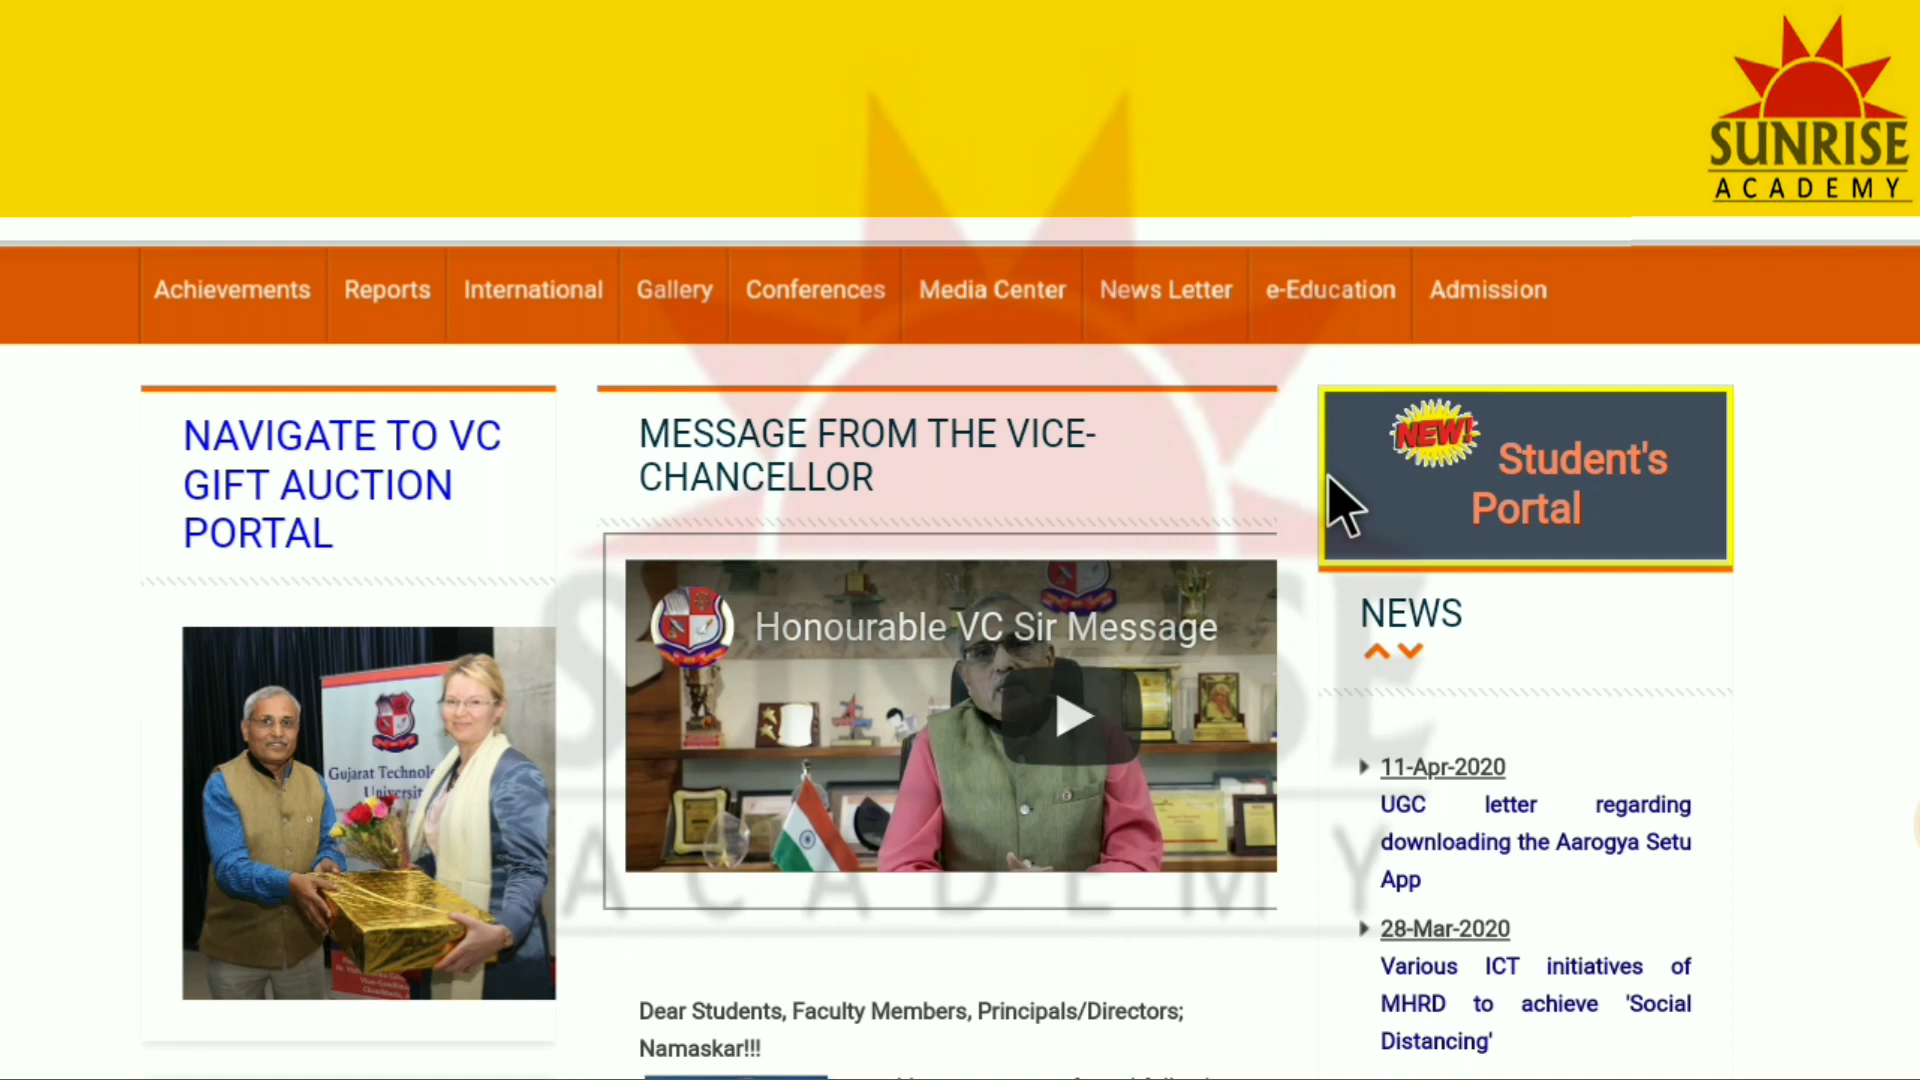 SUNRISE
ACADEMY
Achievements
Reports
International
Gallery
Conferences
Media Center
News Letter
e-Education
Admission
NAVIGATE TO VC
GIFT AUCTION
PORTAL
Gujarat Technol
Universit
MESSAGE FROM THE VICE-
CHANCELLOR
Honourable VC Sir Message
Dear Students, Faculty Members, Principals/Directors;
Namaskar!!!
NEW!
Student's
Portal
NEWS
11-Apr-2020
UGC letter regarding
downloading the Aarogya Setu
App
28-Mar-2020
Various ICT initiatives of
MHRD to achieve 'Social
Distancing'
SUNRISE
ACADEMY